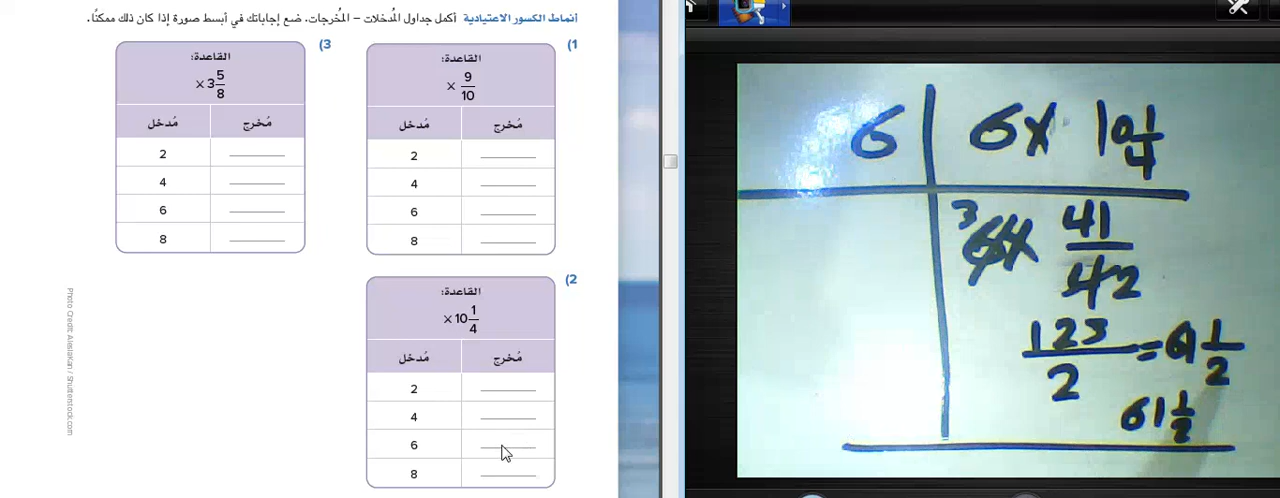 أنماط الكسور الاعتيادية أكمل جداول المُدخلات – المُخرجات. ضع إجاباتك في أبسط صورة إذا كان ذلك ممكنًا.
(1
القاعدة:
× 9/10
مُدخل مُخرج
2
4
6
8
(3
القاعدة:
× 3 5/8
مُدخل مُخرج
2
4
6
8
(2
القاعدة:
× 10 1/4
مُدخل مُخرج
2
4
6
8
Photo Credit: / Shutterstock.com
6 | 6 × 10 1/4
3 6 × 41/4 2
123/2 = 61 1/2
61 1/2